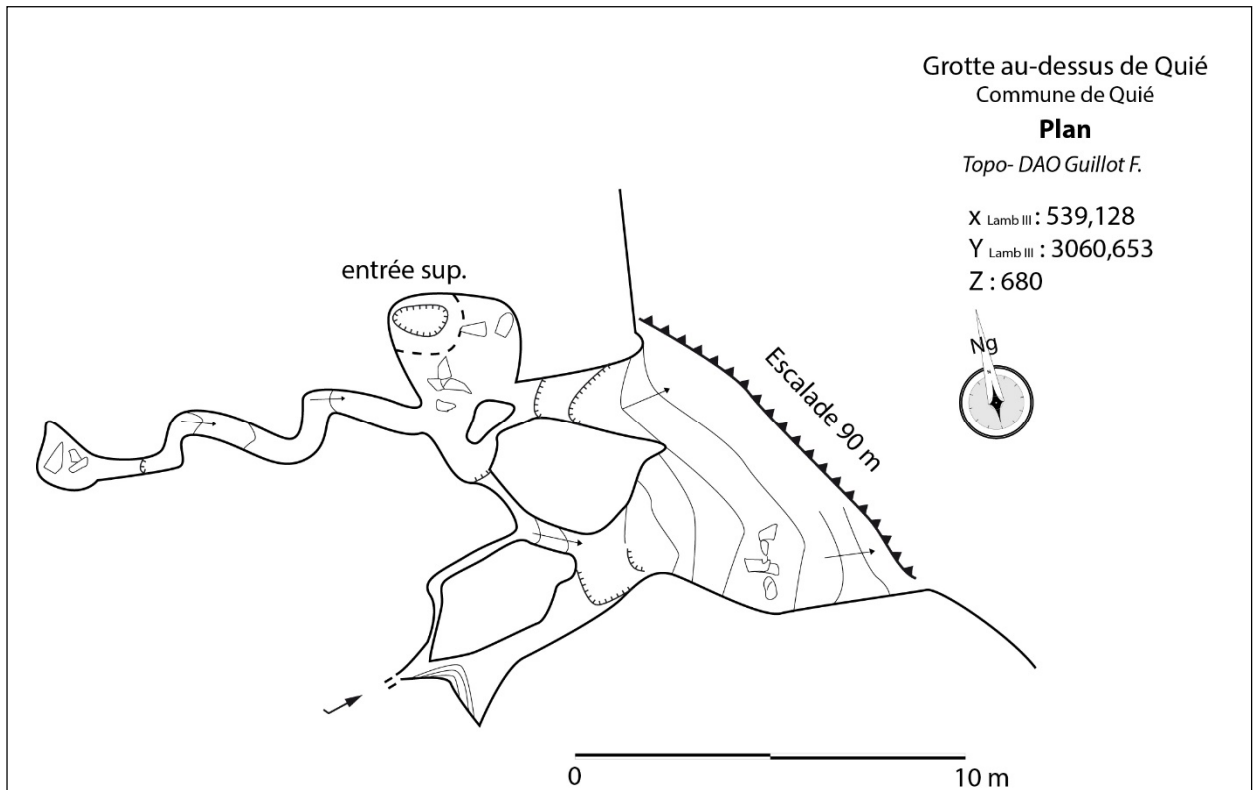 Grotte au-dessus de Quié
Commune de Quié
Plan
Topo- DAO Guillot F.
X Lamb III : 539,128
Y Lamb III : 3060,653
Z : 680
entrée sup.
Ng
Escalade 90 m
0
10 m